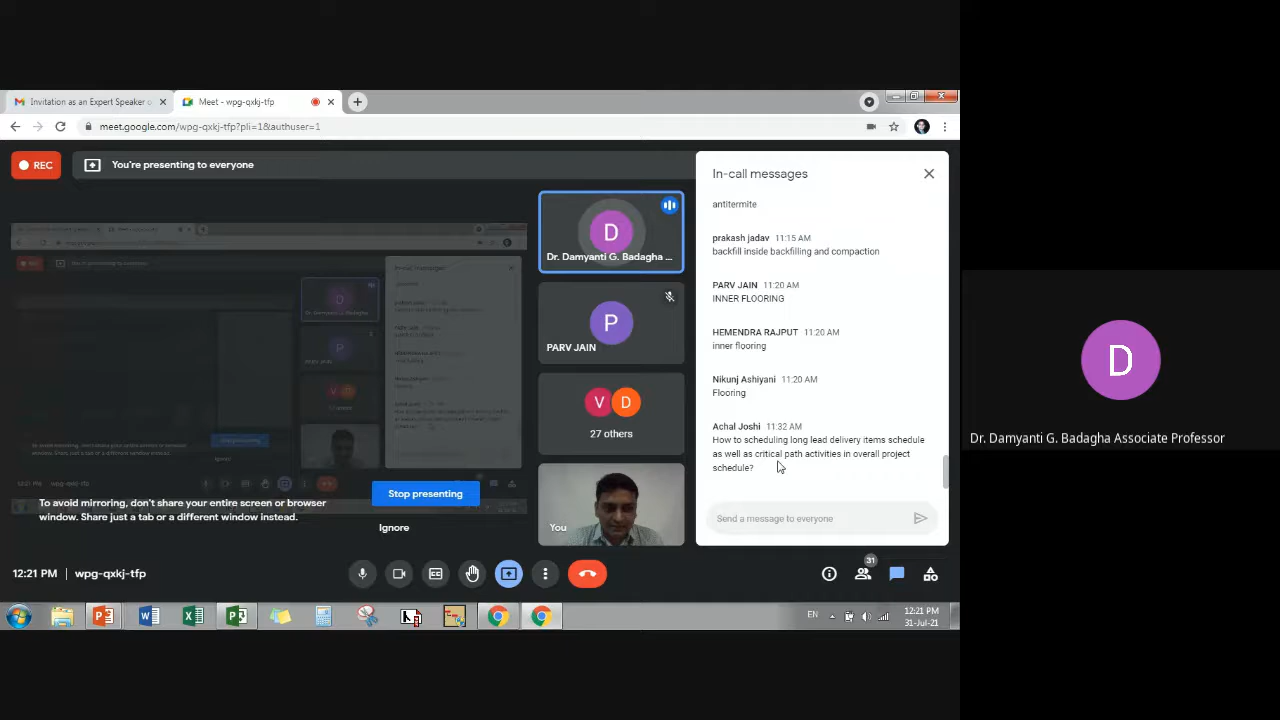 Invitation as an Expert Speaker o
Meet - wpg-qxkj-tfp
meet.google.com/wpg-qxkj-tfp?pli=1&authuser=1
REC
You're presenting to everyone
In-call messages
antitermite
prakash jadav 11:15 AM
backfill inside backfilling and compaction
PARV JAIN 11:20 AM
INNER FLOORING
HEMENDRA RAJPUT 11:20 AM
inner flooring
Nikunj Ashiyani 11:20 AM
Flooring
Achal Joshi 11:32 AM
How to scheduling long lead delivery items schedule
as well as critical path activities in overall project
schedule?
Send a message to everyone
D
Dr. Damyanti G. Badagha ...
P
PARV JAIN
V D
27 others
You
To avoid mirroring, don't share your entire screen or browser
window. Share just a tab or a different window instead.
Stop presenting
Ignore
12:21 PM | wpg-qxkj-tfp
31
EN
12:21 PM
31-Jul-21
D
Dr. Damyanti G. Badagha Associate Professor